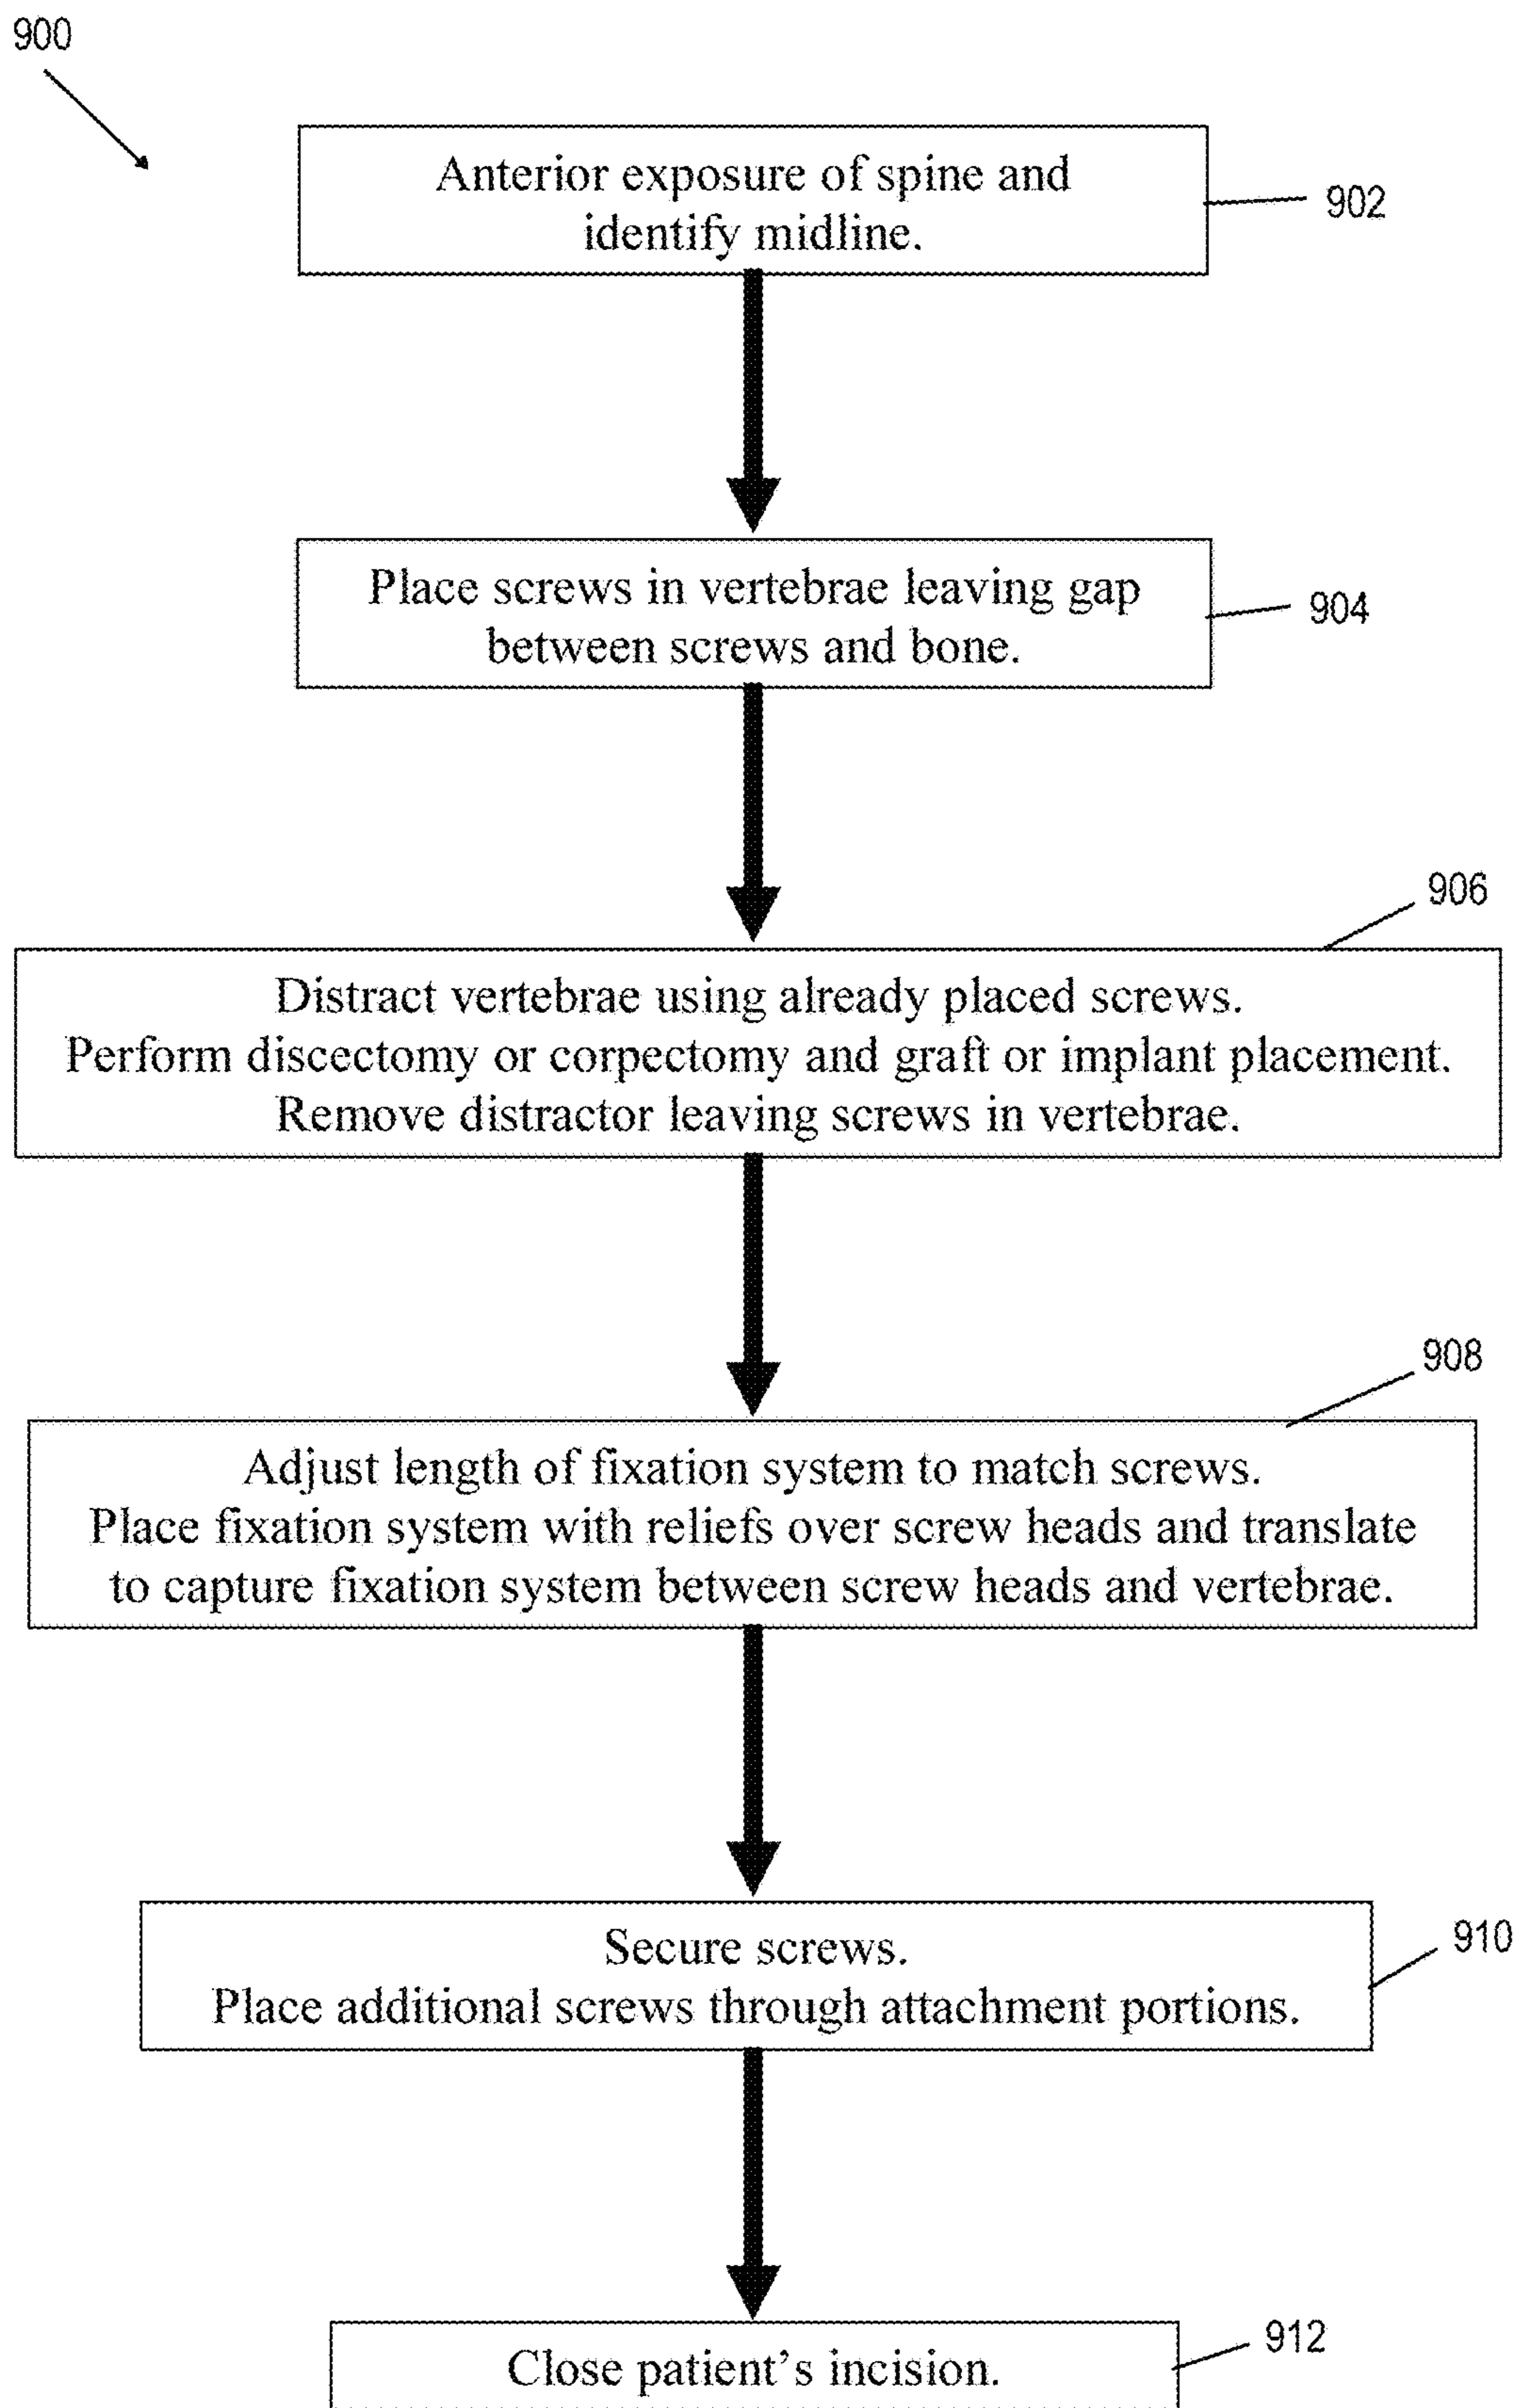 900
Anterior exposure of spine and
identify midline.
902
Place screws in vertebrae leaving gap
between screws and bone.
904
906
Distract vertebrae using already placed screws.
Perform discectomy or corpectomy and graft or implant placement.
Remove distractor leaving screws in vertebrae.
908
Adjust length of fixation system to match screws.
Place fixation system with reliefs over screw heads and translate
to capture fixation system between screw heads and vertebrae.
Secure screws.
910
Place additional screws through attachment portions.
912
Close patient’s incision.